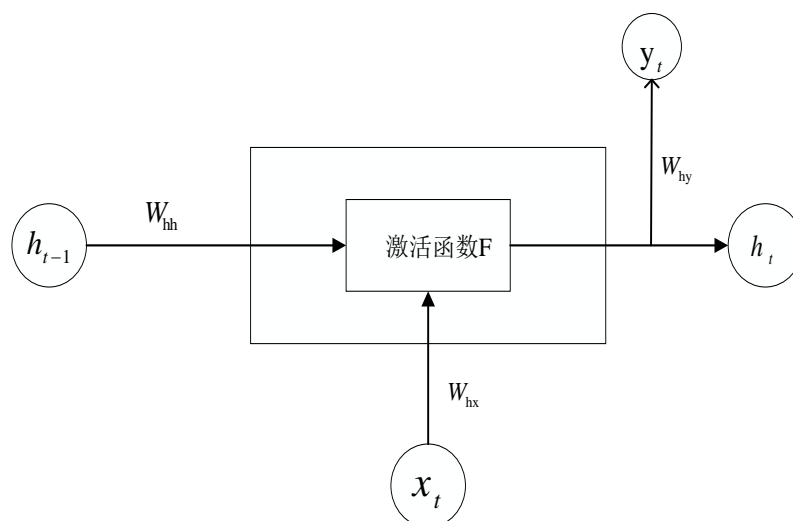 y_t
W_hy
W_hh
h_{t-1}
激活函数F
h_t
W_hx
x_t